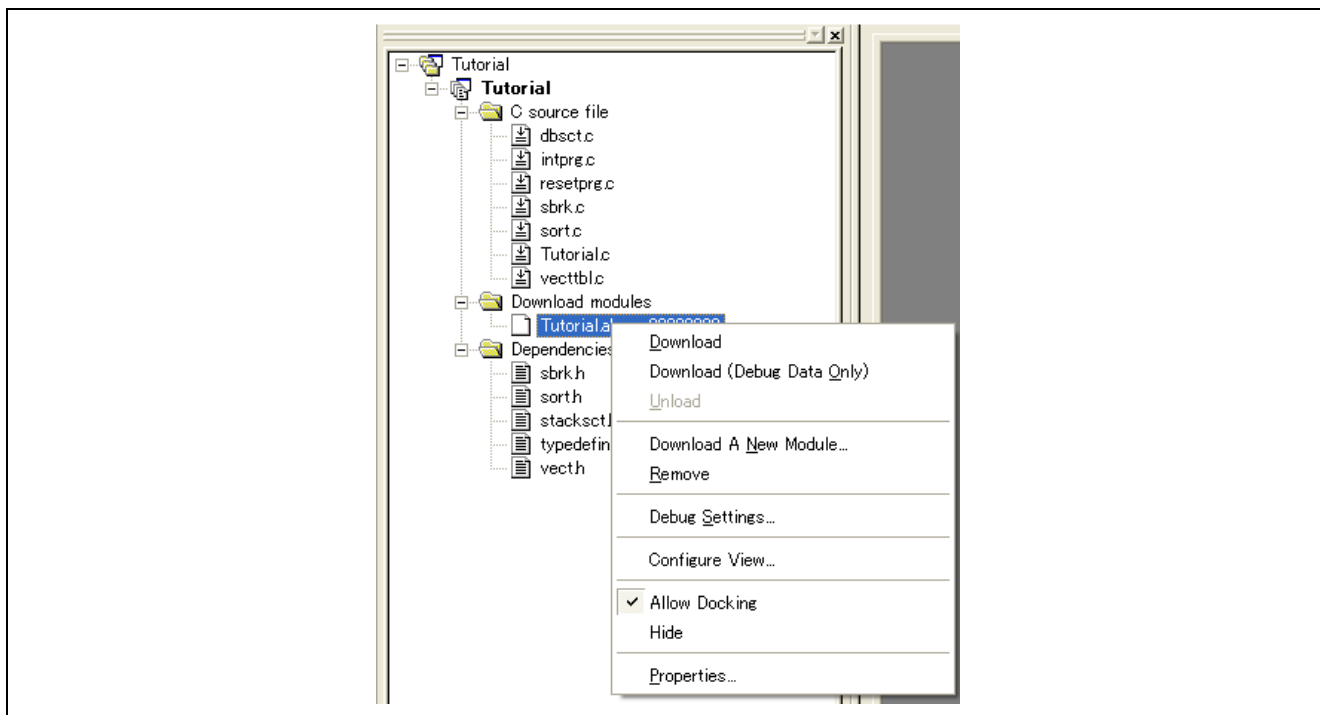 Tutorial
Tutorial
C source file
dbsct.c
intprg.c
resetprg.c
sbrk.c
sort.c
Tutorial.c
vecttbl.c
Download modules
Dependencies
sbrk.h
sort.h
vect.h
Download
Download (Debug Data Only)
Unload
Download A New Module...
Remove
Debug Settings...
Configure View...
Allow Docking
Hide
Properties...